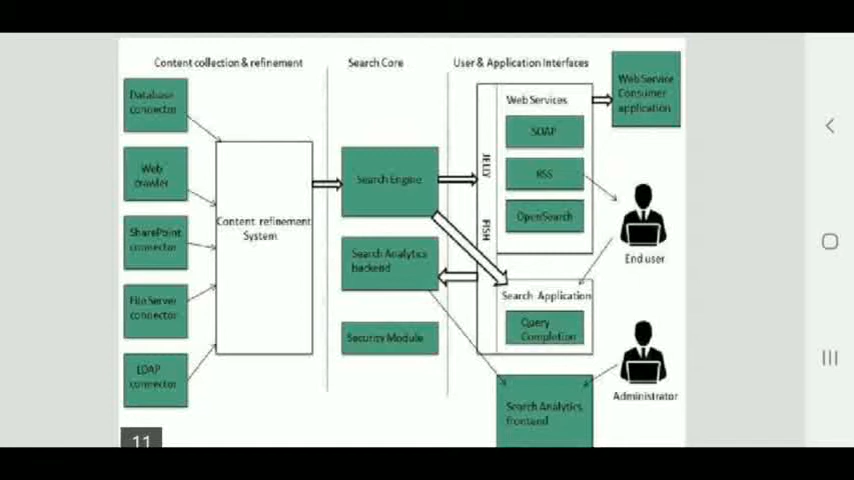 Content collection & refinement
Search Core
User & Application Interfaces
Database
connector
Web
crawler
SharePoint
connector
File Server
connector
LDAP
connector
Content refinement
System
Search Engine
Search Analytics
backend
Security Module
JELLY
FISH
Web Services
SOAP
RSS
OpenSearch
Search Application
Query
Completion
Web Service
Consumer
application
End user
Administrator
Search Analytics
frontend
11